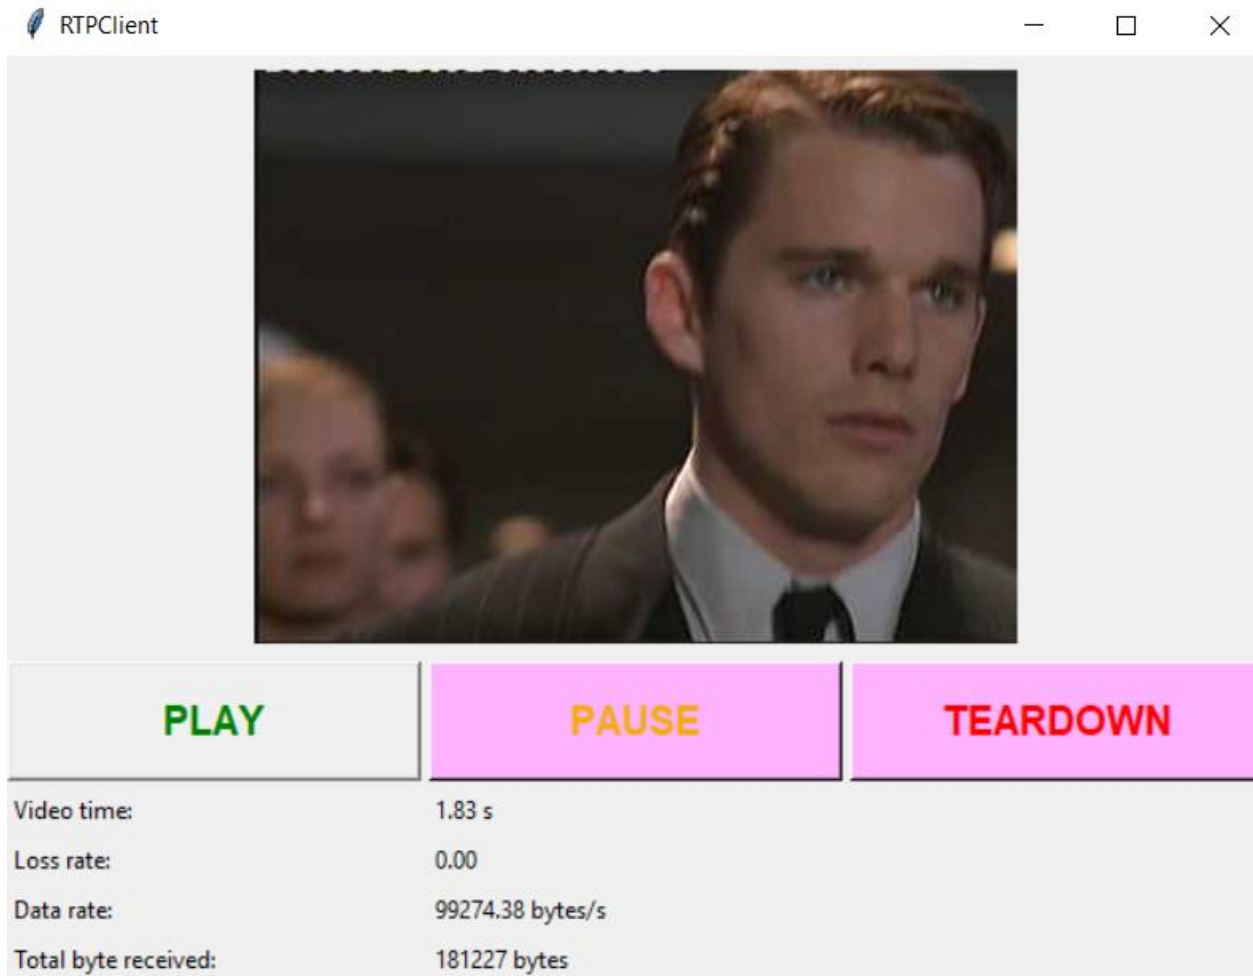 RTPClient
PLAY PAUSE TEARDOWN
Video time: 1.83 s
Loss rate: 0.00
Data rate: 99274.38 bytes/s
Total byte received: 181227 bytes